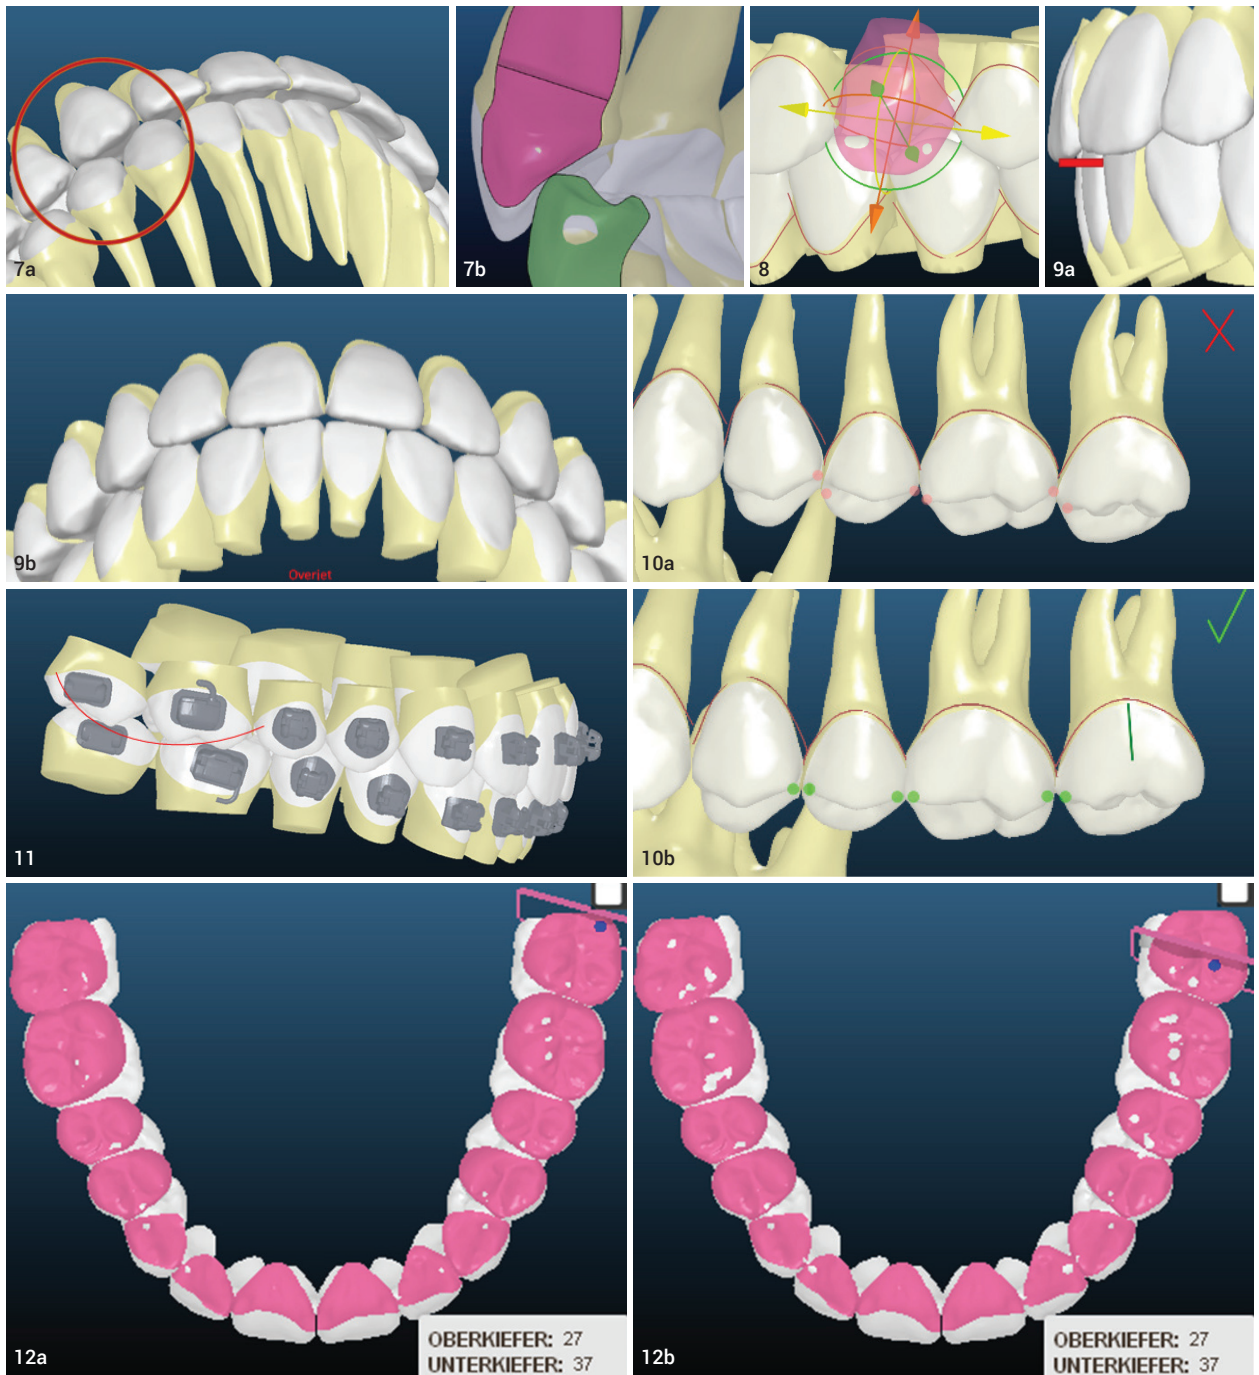 7a
7b
8
9a
9b
Overjet
10a
11
10b
OBERKIEFER: 27
UNTERKIEFER: 37
12a
OBERKIEFER: 27
UNTERKIEFER: 37
12b